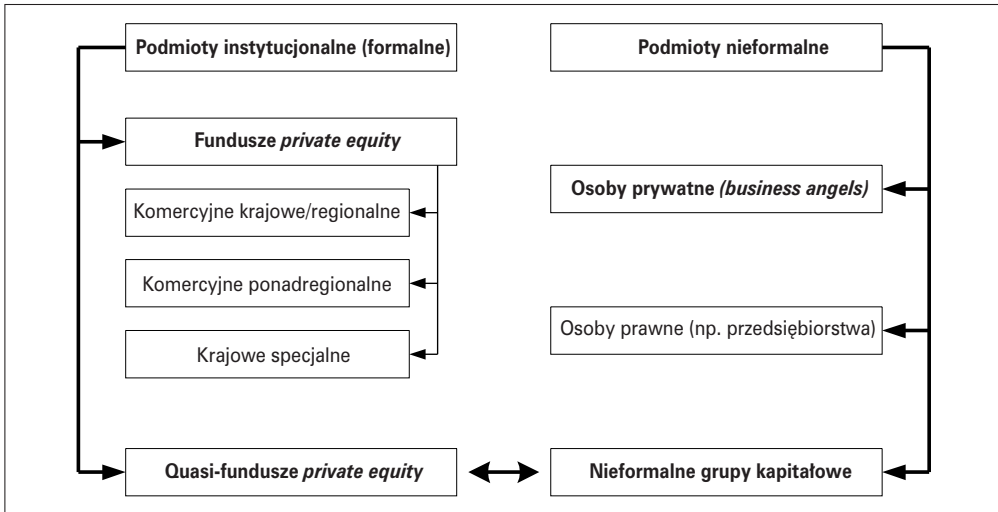 Podmioty instytucjonalne (formalne)
Fundusze private equity
Komercyjne krajowe/regionalne
Komercyjne ponadregionalne
Krajowe specjalne
Quasi-fundusze private equity
Podmioty nieformalne
Osoby prywatne (business angels)
Osoby prawne (np. przedsiębiorstwa)
Nieformalne grupy kapitałowe